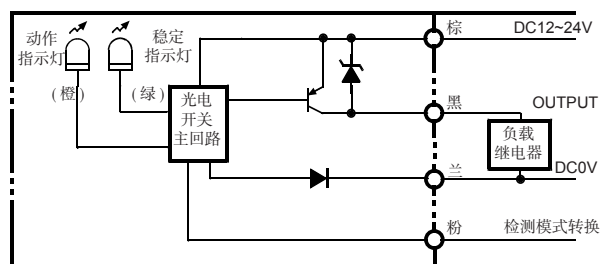 动作
指示灯
稳定
指示灯
棕
DC12~24V
(橙)
(绿)
光电
开关
主回路
黑
OUTPUT
负载
继电器
兰
DC0V
粉
检测模式转换